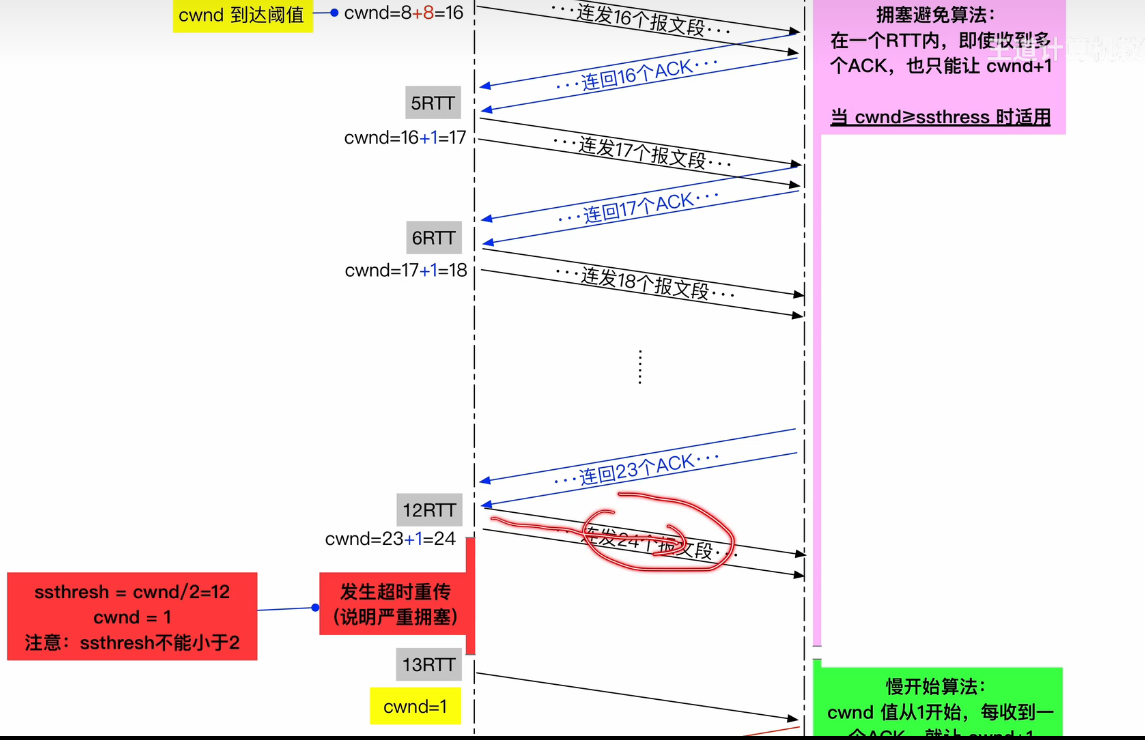 cwnd 到达阈值
cwnd=8+8=16
···连发16个报文段···
拥塞避免算法：
在一个RTT内，即使收到多
个ACK，也只能让 cwnd+1
当 cwnd≥ssthress 时适用
王道计算机教
···连回16个ACK···
5RTT
cwnd=16+1=17
···连发17个报文段···
···连回17个ACK···
6RTT
cwnd=17+1=18
···连发18个报文段···
···连回23个ACK···
12RTT
cwnd=23+1=24
···连发24个报文段···
ssthresh = cwnd/2=12
cwnd = 1
注意：ssthresh不能小于2
发生超时重传
（说明严重拥塞）
13RTT
cwnd=1
慢开始算法：
cwnd 值从1开始，每收到一
个ACK，就让 cwnd+1